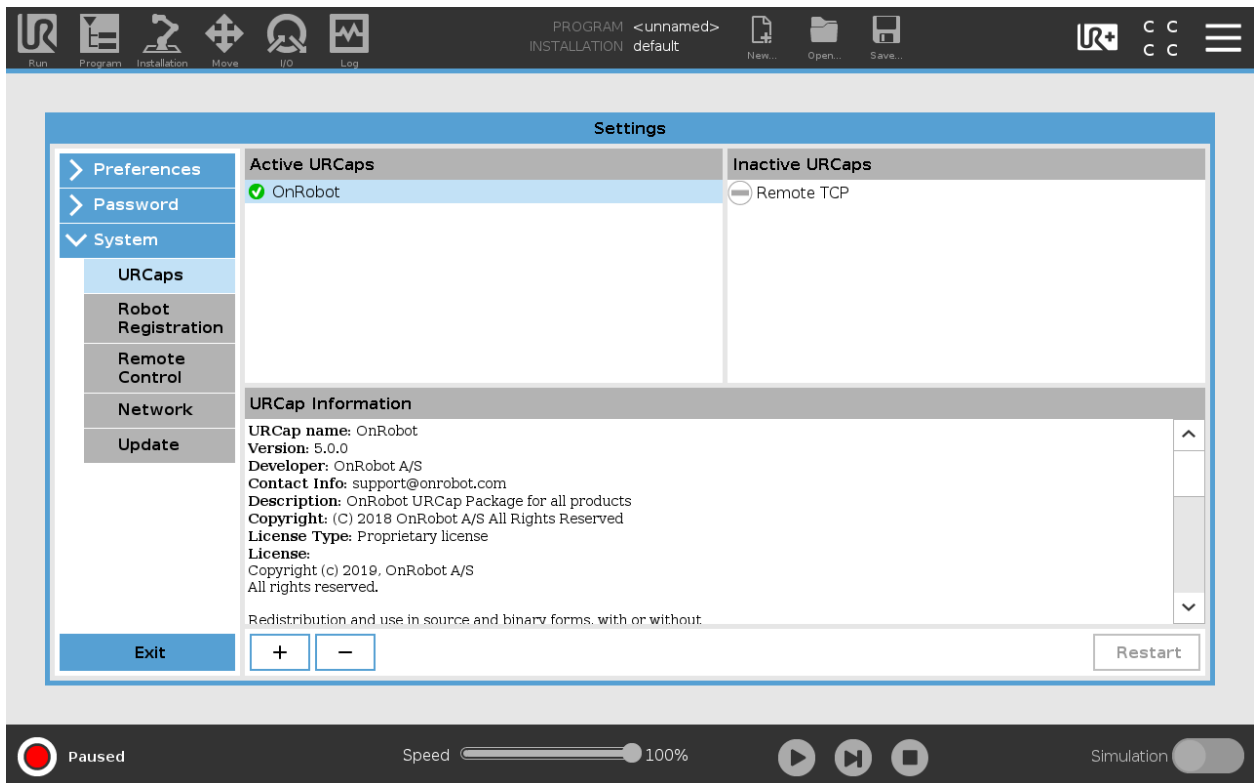 PROGRAM <unnamed>
INSTALLATION default
UR
UR+
C C
C C
Run Program Installation Move I/O Log New... Open... Save...
Settings
Preferences
Password
System
URCaps
Robot
Registration
Remote
Control
Network
Update
Exit
Active URCaps
OnRobot
Inactive URCaps
Remote TCP
URCap Information
URCap name: OnRobot
Version: 5.0.0
Developer: OnRobot A/S
Contact Info: support@onrobot.com
Description: OnRobot URCap Package for all products
Copyright: (C) 2018 OnRobot A/S All Rights Reserved
License Type: Proprietary license
License:
Copyright (c) 2019, OnRobot A/S
All rights reserved.
Redistribution and use in source and binary forms, with or without
+ −
Restart
Paused
Speed 100%
Simulation